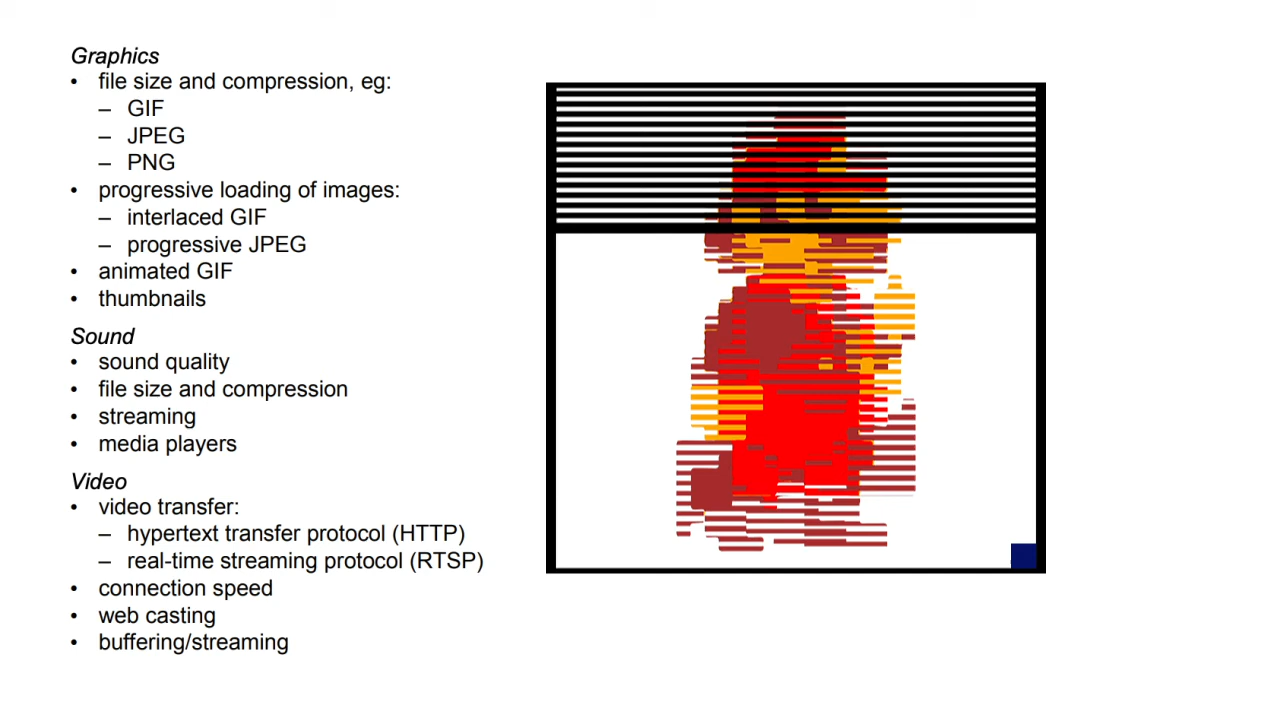 Graphics
• file size and compression, eg:
– GIF
– JPEG
– PNG
• progressive loading of images:
– interlaced GIF
– progressive JPEG
• animated GIF
• thumbnails
Sound
• sound quality
• file size and compression
• streaming
• media players
Video
• video transfer:
– hypertext transfer protocol (HTTP)
– real-time streaming protocol (RTSP)
• connection speed
• web casting
• buffering/streaming